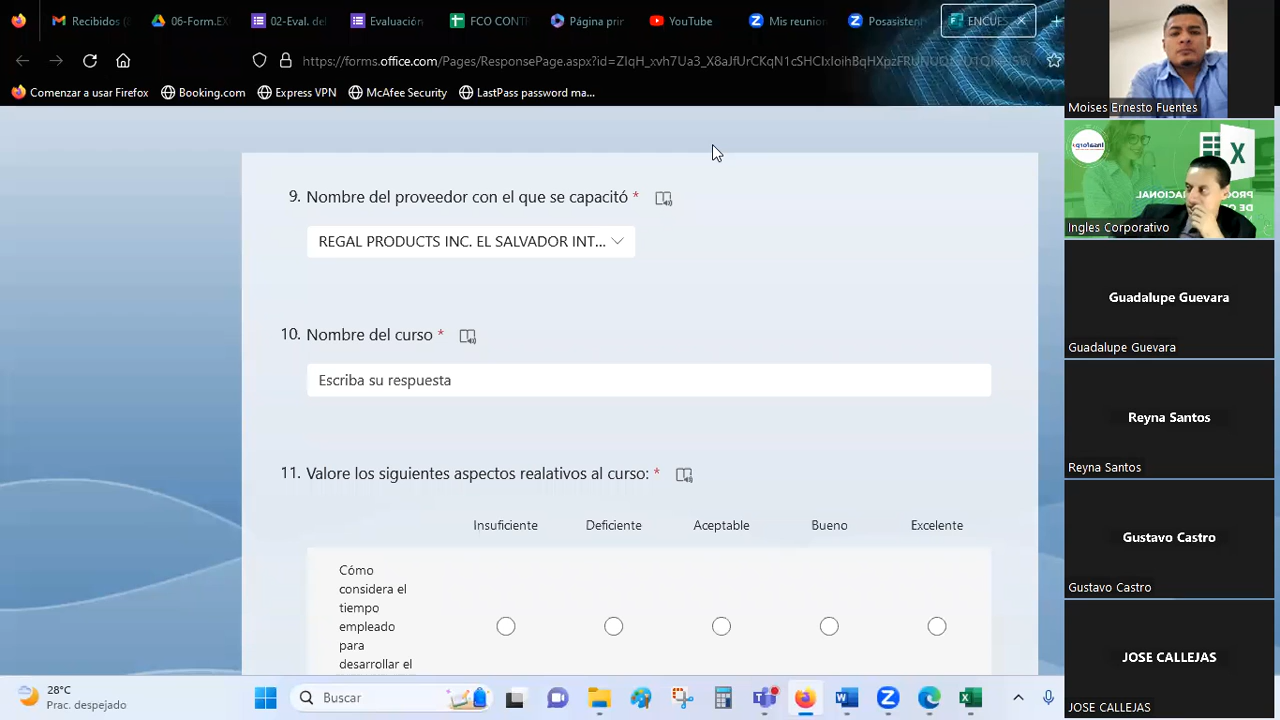 Recibidos (8
06-Form.EX
02-Eval. del
Evaluación
FCO CONTI
Página prin
YouTube
Mis reunion
Posasistent
ENCUES
https://forms.office.com/Pages/ResponsePage.aspx?id=
Comenzar a usar Firefox
Booking.com
Express VPN
McAfee Security
LastPass password ma...
9. Nombre del proveedor con el que se capacitó *
REGAL PRODUCTS INC. EL SALVADOR INT...
10. Nombre del curso *
Escriba su respuesta
11. Valore los siguientes aspectos realativos al curso: *
Insuficiente Deficiente Aceptable Bueno Excelente
Cómo
considera el
tiempo
empleado
para
desarrollar el
Moises Ernesto Fuentes
Ingles Corporativo
Guadalupe Guevara
Guadalupe Guevara
Reyna Santos
Reyna Santos
Gustavo Castro
Gustavo Castro
JOSE CALLEJAS
JOSE CALLEJAS
28°C
Prac. despejado
Buscar